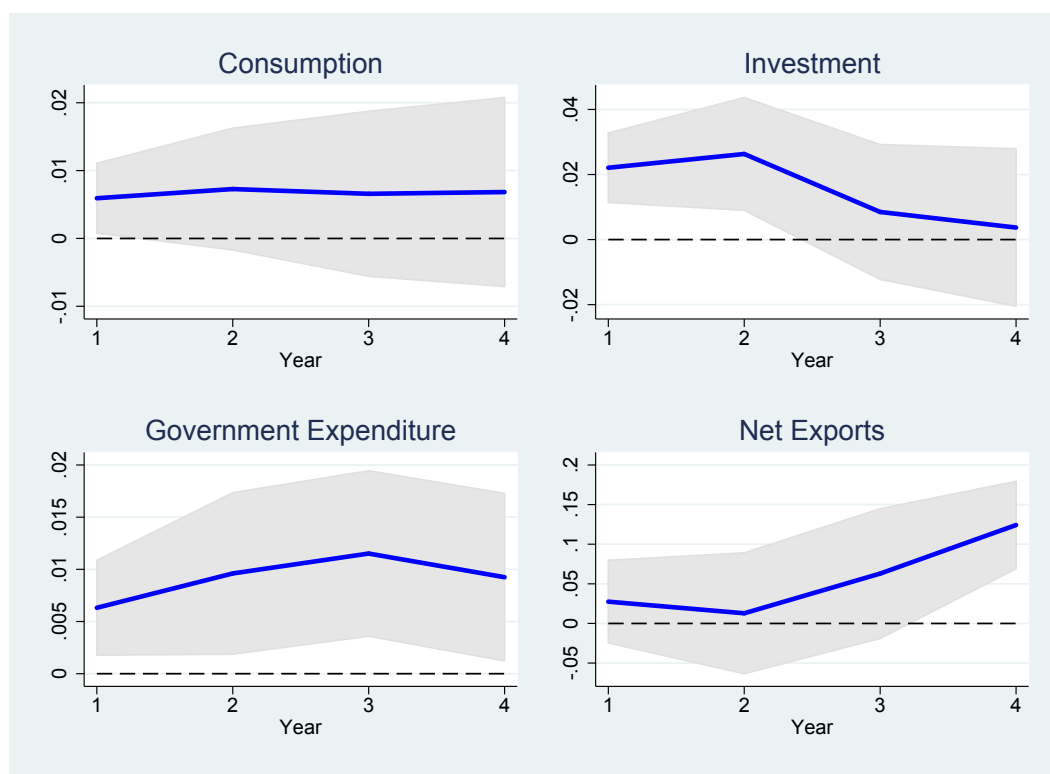 Consumption
.02
.01
0
-.01
1 2 3 4
Year
Investment
.04
.02
0
-.02
1 2 3 4
Year
Government Expenditure
.02
.015
.01
.005
0
1 2 3 4
Year
Net Exports
.2
.15
.1
.05
0
-.05
1 2 3 4
Year